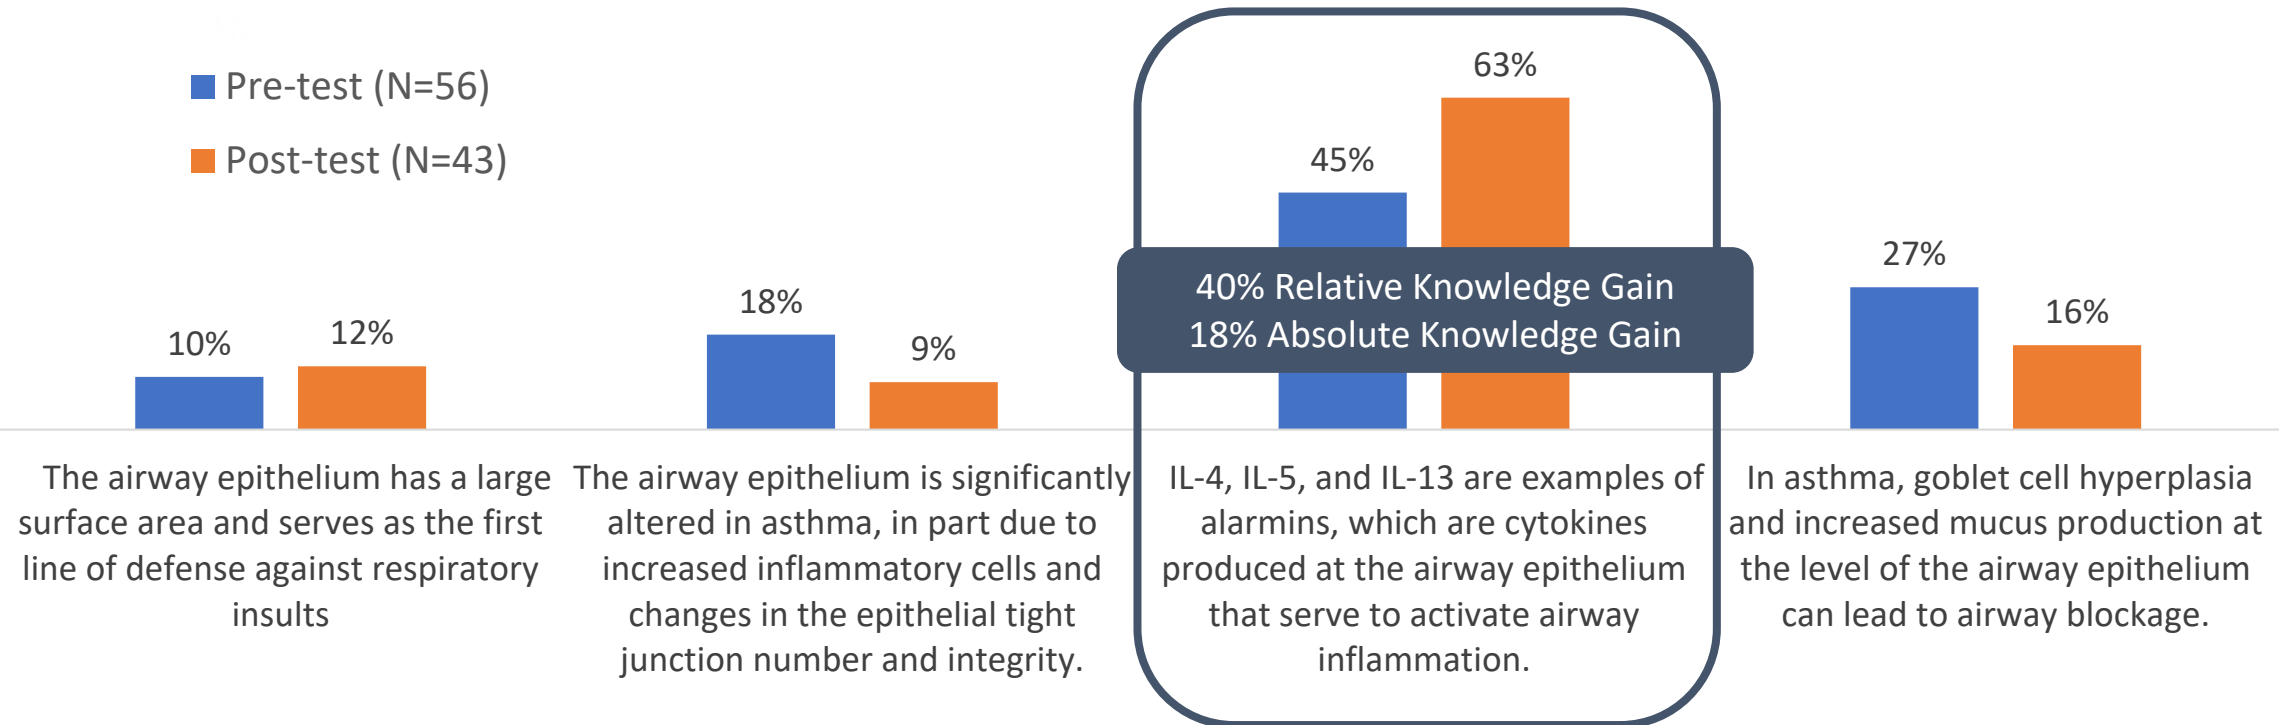 Pre-test (N=56)
Post-test (N=43)
10%
12%
The airway epithelium has a large
surface area and serves as the first
line of defense against respiratory
insults
18%
9%
The airway epithelium is significantly
altered in asthma, in part due to
increased inflammatory cells and
changes in the epithelial tight
junction number and integrity.
45%
63%
40% Relative Knowledge Gain
18% Absolute Knowledge Gain
IL-4, IL-5, and IL-13 are examples of
alarmins, which are cytokines
produced at the airway epithelium
that serve to activate airway
inflammation.
27%
16%
In asthma, goblet cell hyperplasia
and increased mucus production at
the level of the airway epithelium
can lead to airway blockage.